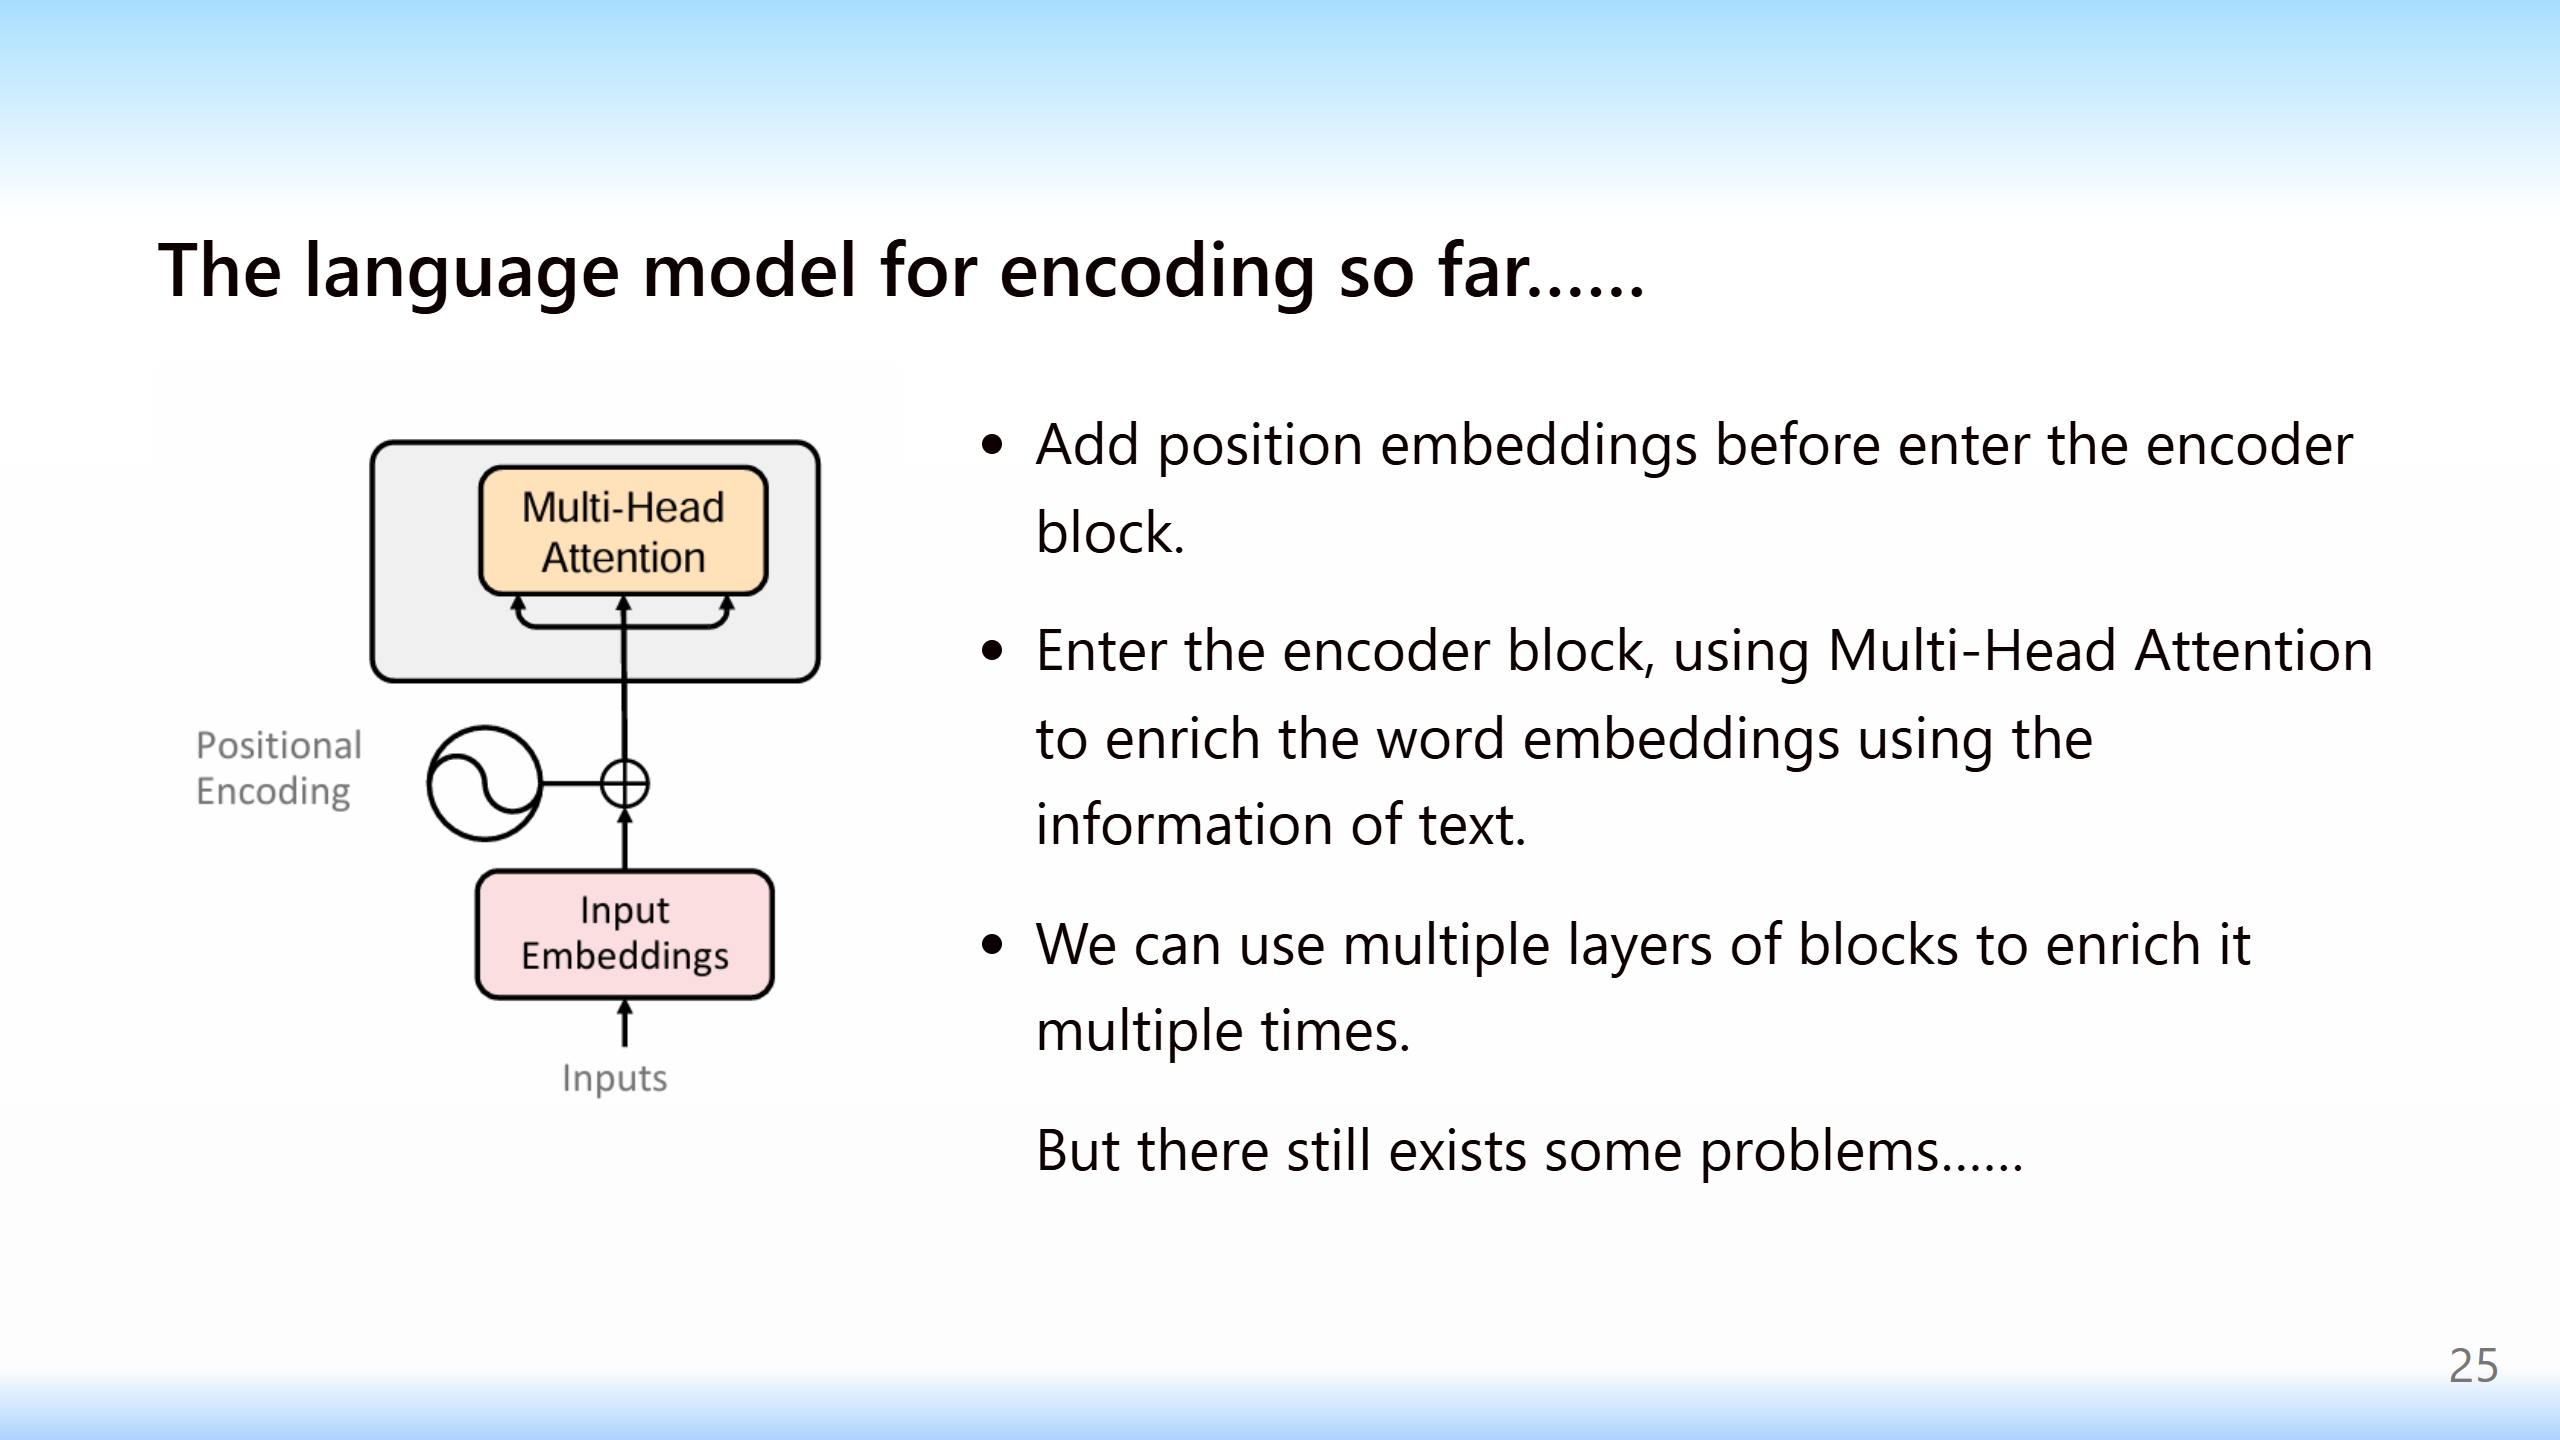 The language model for encoding so far......
Multi-Head
Attention
Positional
Encoding
Input
Embeddings
Inputs
• Add position embeddings before enter the encoder
block.
• Enter the encoder block, using Multi-Head Attention
to enrich the word embeddings using the
information of text.
• We can use multiple layers of blocks to enrich it
multiple times.
But there still exists some problems......
25